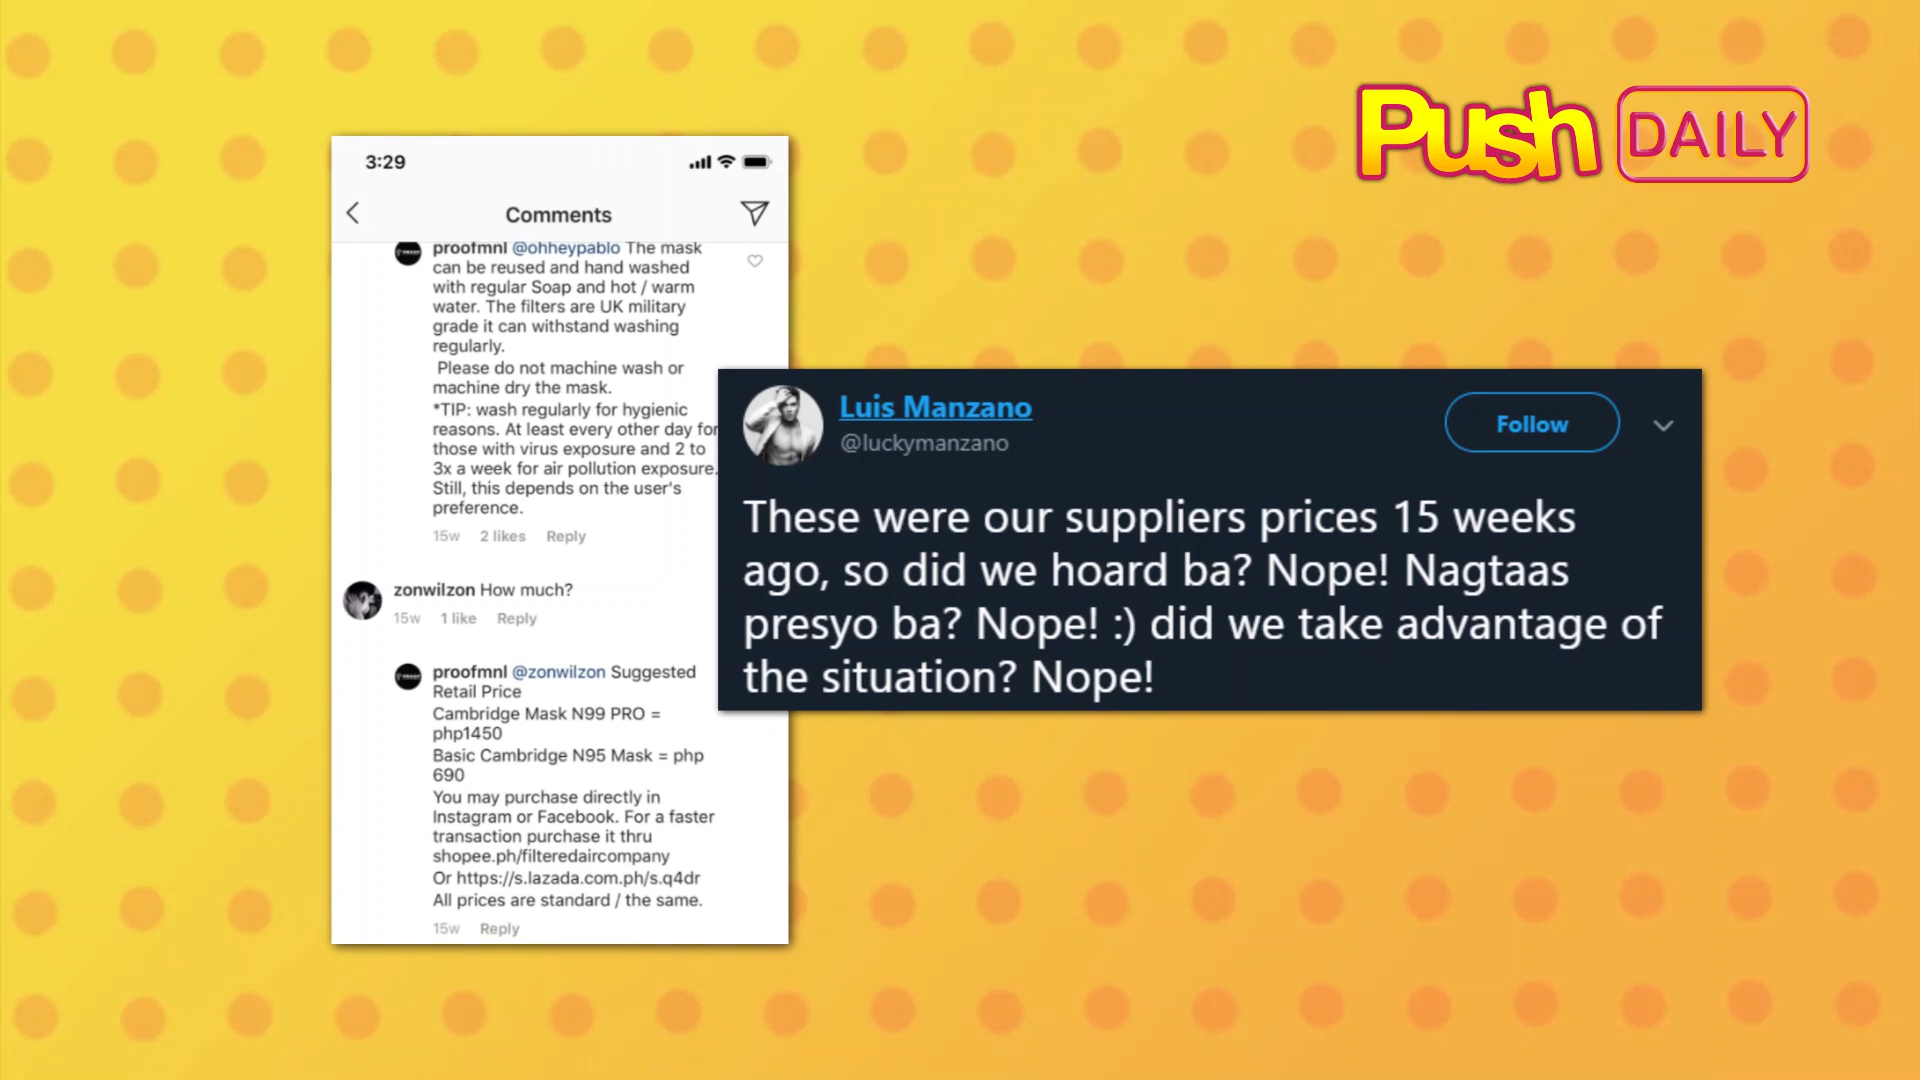 Push DAILY
3:29
Comments
proofmnl @ohheypablo The mask
can be reused and hand washed
with regular Soap and hot / warm
water. The filters are UK military
grade it can withstand washing
regularly.
Please do not machine wash or
machine dry the mask.
*TIP: wash regularly for hygienic
reasons. At least every other day for
those with virus exposure and 2 to
3x a week for air pollution exposure.
Still, this depends on the user's
preference.
15w 2 likes Reply
zonwilzon How much?
15w 1 like Reply
proofmnl @zonwilzon Suggested
Retail Price
Cambridge Mask N99 PRO =
php1450
Basic Cambridge N95 Mask = php
690
You may purchase directly in
Instagram or Facebook. For a faster
transaction purchase it thru
shopee.ph/filteredaircompany
Or https://s.lazada.com.ph/s.q4dr
All prices are standard / the same.
15w Reply
Luis Manzano
@luckymanzano
Follow
These were our suppliers prices 15 weeks
ago, so did we hoard ba? Nope! Nagtaas
presyo ba? Nope! :) did we take advantage of
the situation? Nope!